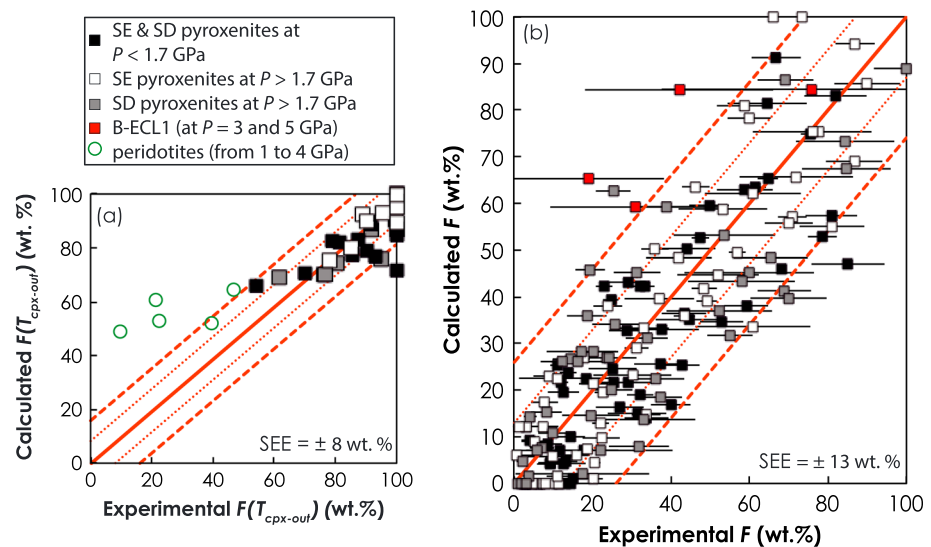 SE & SD pyroxenites at
P < 1.7 GPa
SE pyroxenites at P > 1.7 GPa
SD pyroxenites at P > 1.7 GPa
B-ECL1 (at P = 3 and 5 GPa)
peridotites (from 1 to 4 GPa)
(a)
Calculated F(Tcpx-out) (wt. %)
100
80
60
40
20
0
SEE = ± 8 wt. %
0 20 40 60 80 100
Experimental F(Tcpx-out) (wt.%)
(b)
Calculated F (wt.%)
100
90
80
70
60
50
40
30
20
10
0
SEE = ± 13 wt. %
0 20 40 60 80 100
Experimental F (wt.%)